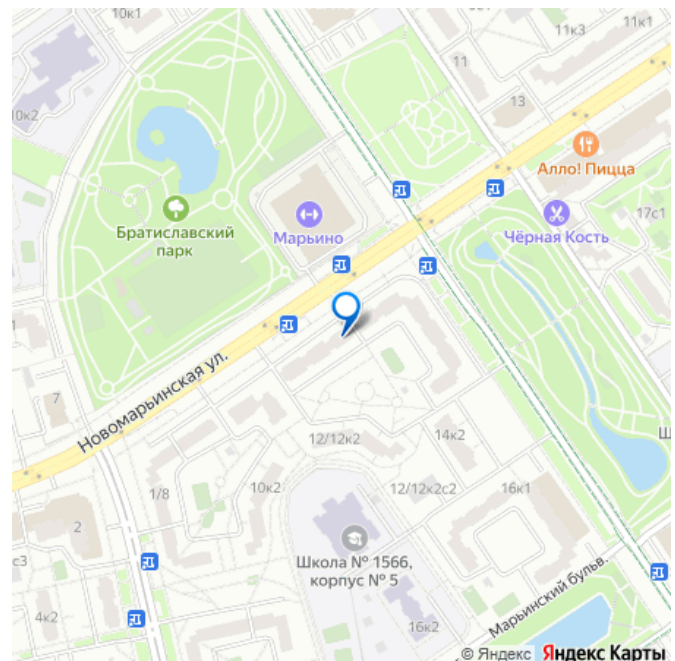 10к1
11к3
11к1
11
10к2
13
Алло! Пицца
Братиславский
парк
Марьино
17с1
Чёрная Кость
Новомарьинская ул.
7
12/12к2
14к2
Ш
1/8
10к2
12/12к2с2
16к1
2
с3
Школа № 1566,
корпус № 5
Марьинский бульв.
4к2
16к2
© Яндекс Яндекс Карты